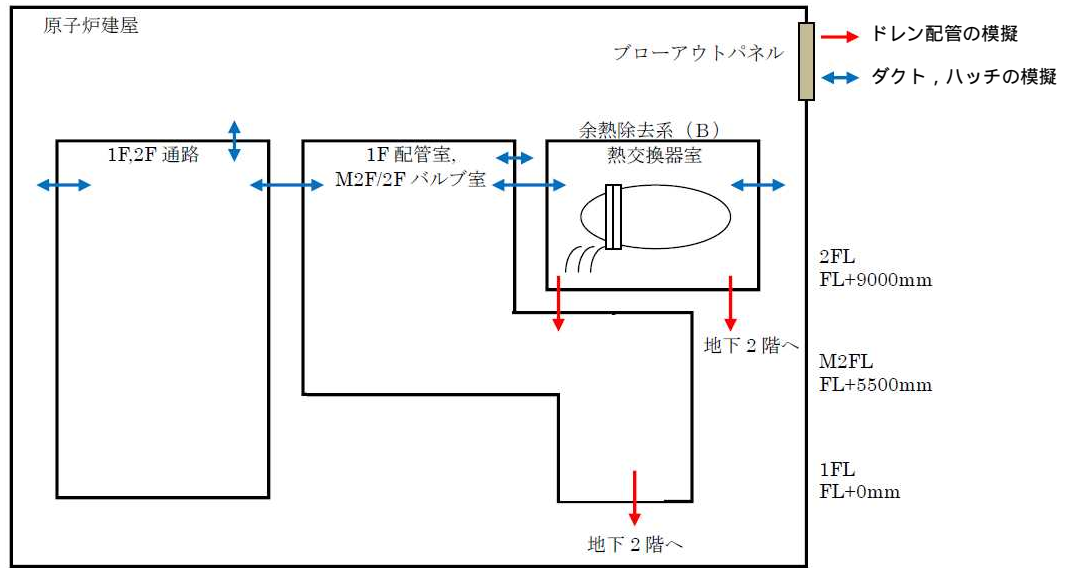 原子炉建屋
ブローアウトパネル
ドレン配管の模擬
ダクト，ハッチの模擬
1F,2F 通路
1F 配管室,
M2F/2F バルブ室
余熱除去系（Ｂ）
熱交換器室
地下２階へ
地下２階へ
2FL
FL+9000mm
M2FL
FL+5500mm
1FL
FL+0mm